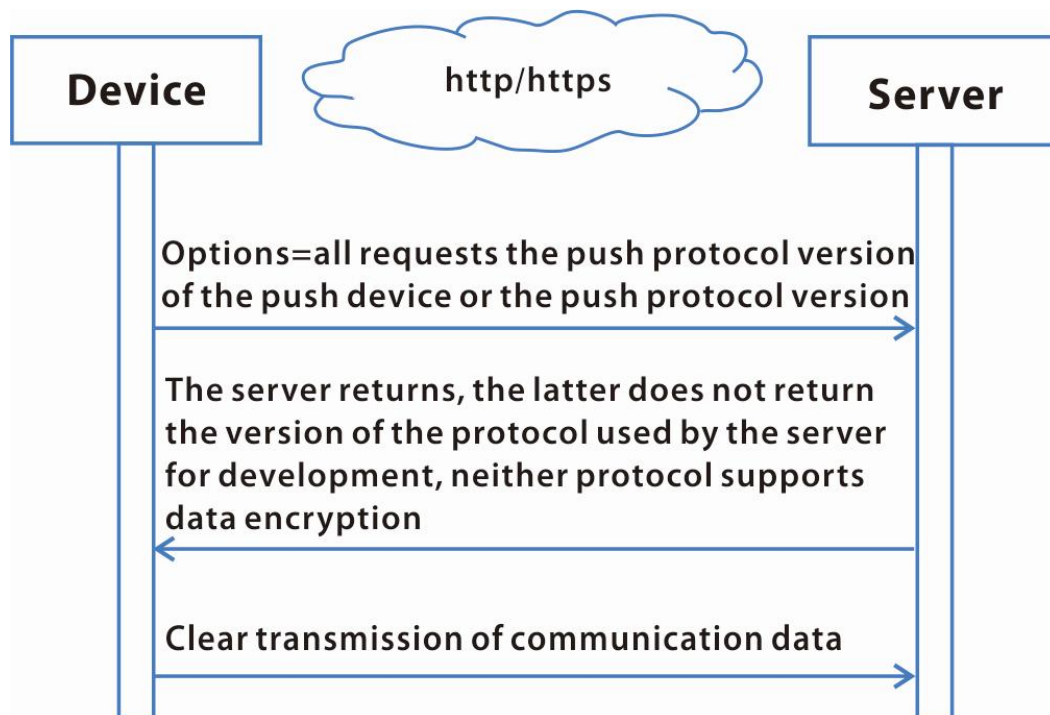 Device
http/https
Server
Options=all requests the push protocol version
of the push device or the push protocol version
The server returns, the latter does not return
the version of the protocol used by the server
for development, neither protocol supports
data encryption
Clear transmission of communication data